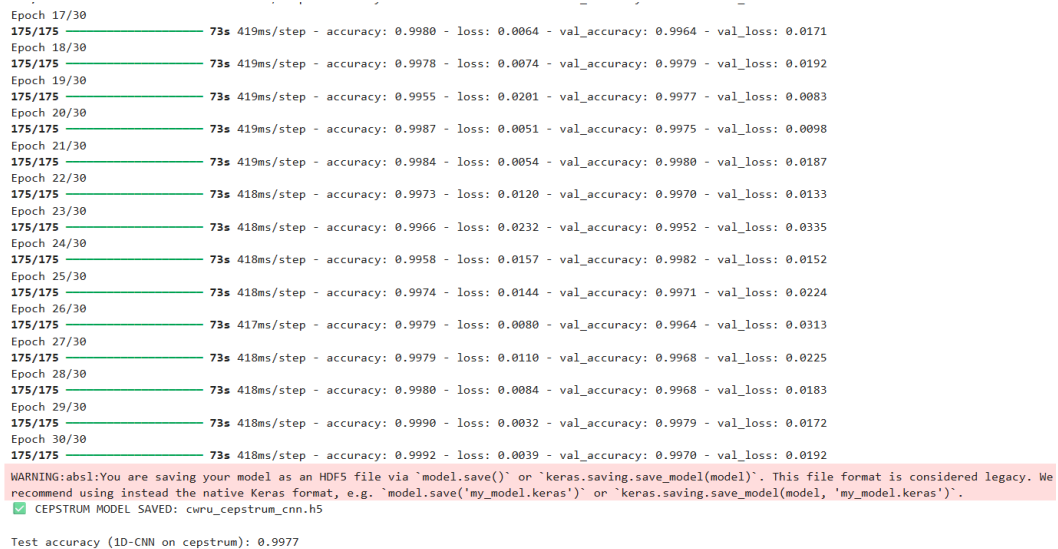 Epoch 17/30
175/175 ━━━━━━━━━━━━━━━━━━━━ 73s 419ms/step - accuracy: 0.9980 - loss: 0.0064 - val_accuracy: 0.9964 - val_loss: 0.0171
Epoch 18/30
175/175 ━━━━━━━━━━━━━━━━━━━━ 73s 419ms/step - accuracy: 0.9978 - loss: 0.0074 - val_accuracy: 0.9979 - val_loss: 0.0192
Epoch 19/30
175/175 ━━━━━━━━━━━━━━━━━━━━ 73s 419ms/step - accuracy: 0.9955 - loss: 0.0201 - val_accuracy: 0.9977 - val_loss: 0.0083
Epoch 20/30
175/175 ━━━━━━━━━━━━━━━━━━━━ 73s 419ms/step - accuracy: 0.9987 - loss: 0.0051 - val_accuracy: 0.9975 - val_loss: 0.0098
Epoch 21/30
175/175 ━━━━━━━━━━━━━━━━━━━━ 73s 419ms/step - accuracy: 0.9984 - loss: 0.0054 - val_accuracy: 0.9980 - val_loss: 0.0187
Epoch 22/30
175/175 ━━━━━━━━━━━━━━━━━━━━ 73s 418ms/step - accuracy: 0.9973 - loss: 0.0120 - val_accuracy: 0.9970 - val_loss: 0.0133
Epoch 23/30
175/175 ━━━━━━━━━━━━━━━━━━━━ 73s 418ms/step - accuracy: 0.9966 - loss: 0.0232 - val_accuracy: 0.9952 - val_loss: 0.0335
Epoch 24/30
175/175 ━━━━━━━━━━━━━━━━━━━━ 73s 418ms/step - accuracy: 0.9958 - loss: 0.0157 - val_accuracy: 0.9982 - val_loss: 0.0152
Epoch 25/30
175/175 ━━━━━━━━━━━━━━━━━━━━ 73s 418ms/step - accuracy: 0.9974 - loss: 0.0144 - val_accuracy: 0.9971 - val_loss: 0.0224
Epoch 26/30
175/175 ━━━━━━━━━━━━━━━━━━━━ 73s 417ms/step - accuracy: 0.9979 - loss: 0.0080 - val_accuracy: 0.9964 - val_loss: 0.0313
Epoch 27/30
175/175 ━━━━━━━━━━━━━━━━━━━━ 73s 418ms/step - accuracy: 0.9979 - loss: 0.0110 - val_accuracy: 0.9968 - val_loss: 0.0225
Epoch 28/30
175/175 ━━━━━━━━━━━━━━━━━━━━ 73s 418ms/step - accuracy: 0.9980 - loss: 0.0084 - val_accuracy: 0.9968 - val_loss: 0.0183
Epoch 29/30
175/175 ━━━━━━━━━━━━━━━━━━━━ 73s 418ms/step - accuracy: 0.9990 - loss: 0.0032 - val_accuracy: 0.9979 - val_loss: 0.0172
Epoch 30/30
175/175 ━━━━━━━━━━━━━━━━━━━━ 73s 418ms/step - accuracy: 0.9992 - loss: 0.0039 - val_accuracy: 0.9970 - val_loss: 0.0192
WARNING:absl:You are saving your model as an HDF5 file via `model.save()` or `keras.saving.save_model(model)`. This file format is considered legacy. We
recommend using instead the native Keras format, e.g. `model.save('my_model.keras')` or `keras.saving.save_model(model, 'my_model.keras')`.
✅ CEPSTRUM MODEL SAVED: cwru_cepstrum_cnn.h5
Test accuracy (1D-CNN on cepstrum): 0.9977